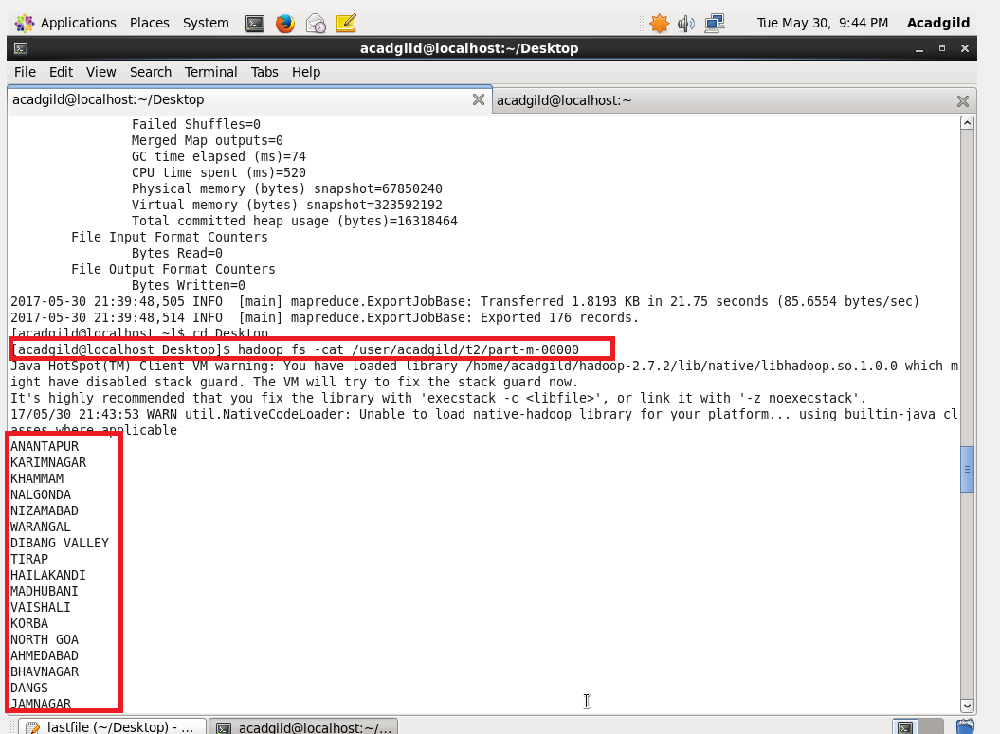 Applications Places System Tue May 30, 9:44 PM Acadgild
acadgild@localhost:~/Desktop
File Edit View Search Terminal Tabs Help
acadgild@localhost:~/Desktop acadgild@localhost:~
Failed Shuffles=0
Merged Map outputs=0
GC time elapsed (ms)=74
CPU time spent (ms)=520
Physical memory (bytes) snapshot=67850240
Virtual memory (bytes) snapshot=323592192
Total committed heap usage (bytes)=16318464
File Input Format Counters
Bytes Read=0
File Output Format Counters
Bytes Written=0
2017-05-30 21:39:48,505 INFO  [main] mapreduce.ExportJobBase: Transferred 1.8193 KB in 21.75 seconds (85.6554 bytes/sec)
2017-05-30 21:39:48,514 INFO  [main] mapreduce.ExportJobBase: Exported 176 records.
[acadgild@localhost ~]$ cd Desktop
[acadgild@localhost Desktop]$ hadoop fs -cat /user/acadgild/t2/part-m-00000
Java HotSpot(TM) Client VM warning: You have loaded library /home/acadgild/hadoop-2.7.2/lib/native/libhadoop.so.1.0.0 which m
ight have disabled stack guard. The VM will try to fix the stack guard now.
It's highly recommended that you fix the library with 'execstack -c <libfile>', or link it with '-z noexecstack'.
17/05/30 21:43:53 WARN util.NativeCodeLoader: Unable to load native-hadoop library for your platform... using builtin-java cl
asses where applicable
ANANTAPUR
KARIMNAGAR
KHAMMAM
NALGONDA
NIZAMABAD
WARANGAL
DIBANG VALLEY
TIRAP
HAILAKANDI
MADHUBANI
VAISHALI
KORBA
NORTH GOA
AHMEDABAD
BHAVNAGAR
DANGS
JAMNAGAR
lastfile (~/Desktop) - ... acadgild@localhost:~/...